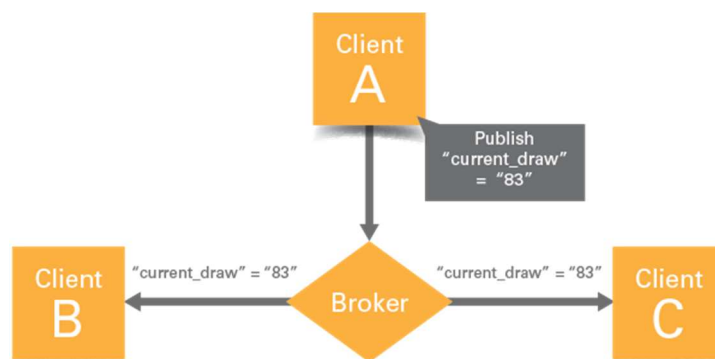 Client
A
Publish
“current_draw”
= “83”
“current_draw” = “83”
“current_draw” = “83”
Client
B
Broker
Client
C